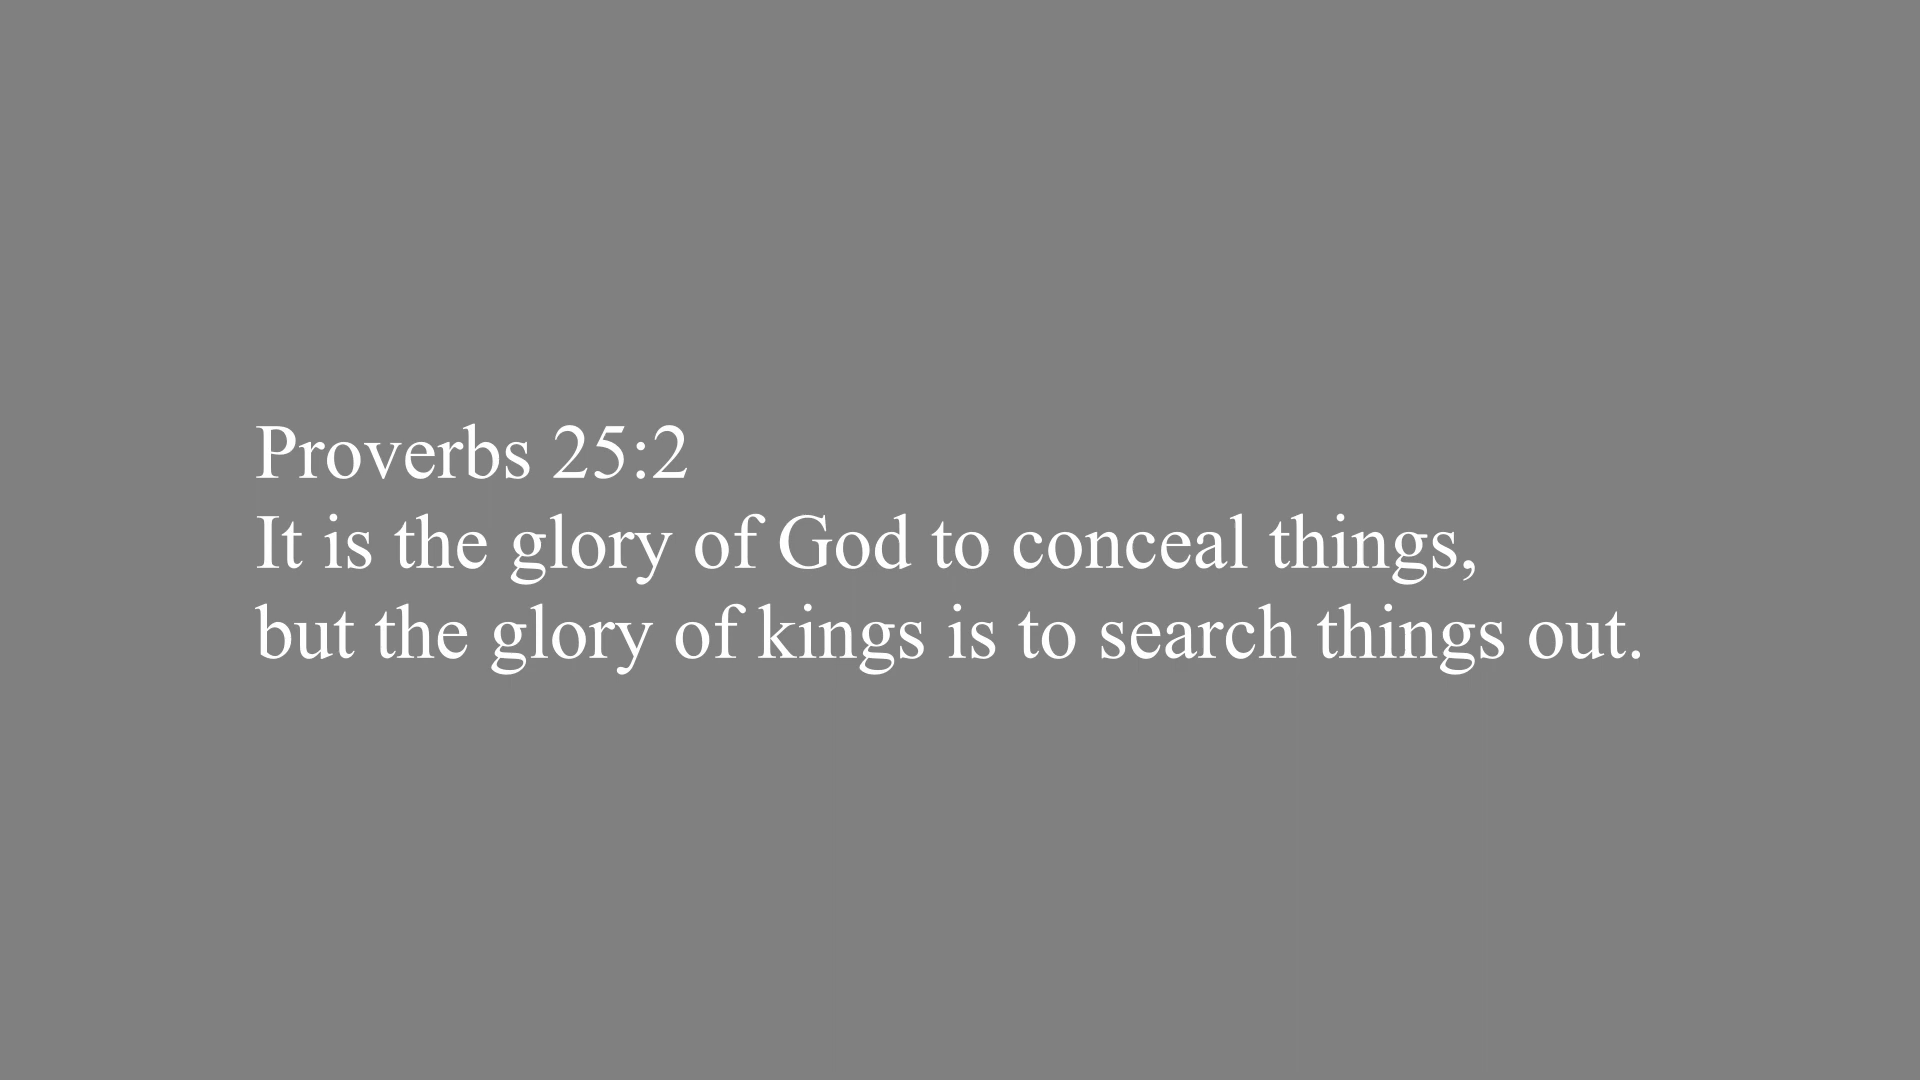 Proverbs 25:2
It is the glory of God to conceal things,
but the glory of kings is to search things out.